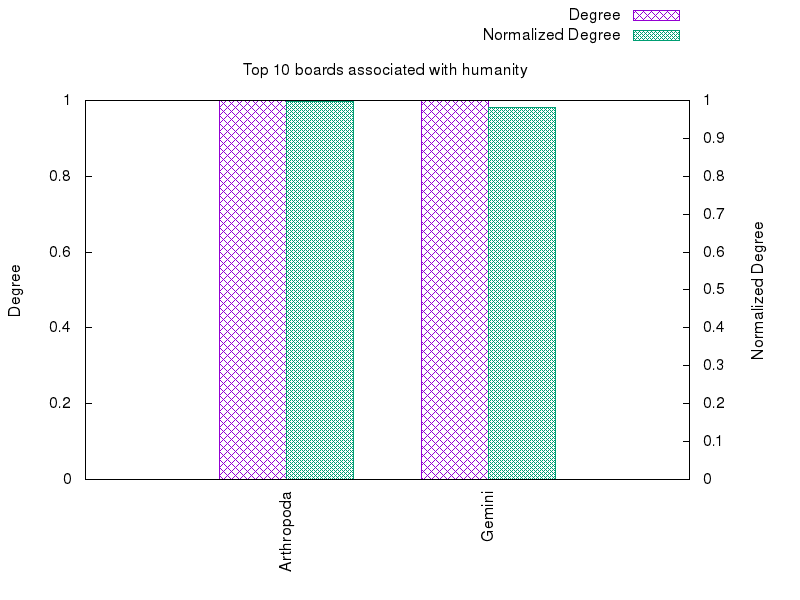 Degree
Normalized Degree
Top 10 boards associated with humanity
1
0.8
0.6
0.4
0.2
0
Degree
1
0.9
0.8
0.7
0.6
0.5
0.4
0.3
0.2
0.1
0
Normalized Degree
Arthropoda
Gemini